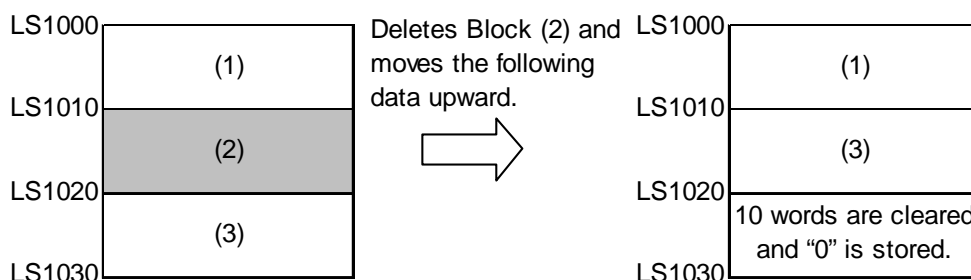 LS1000
(1)
LS1010
(2)
LS1020
(3)
LS1030
Deletes Block (2) and
moves the following
data upward.
LS1000
(1)
LS1010
(3)
LS1020
10 words are cleared
and “0” is stored.
LS1030